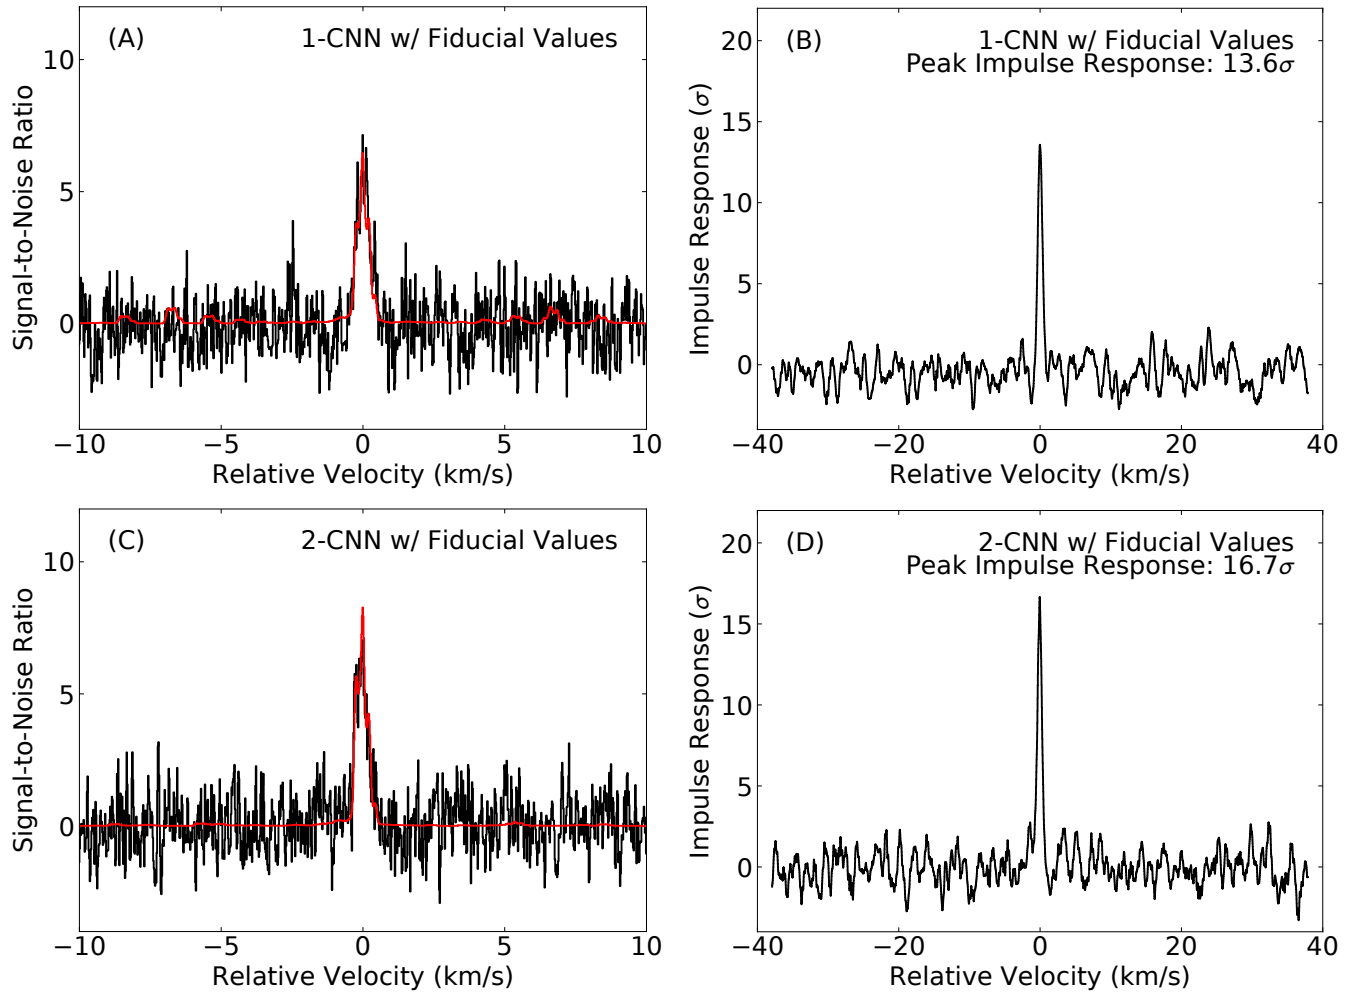 (A) 1-CNN w/ Fiducial Values
Signal-to-Noise Ratio
10
5
0
−10 −5 0 5 10
Relative Velocity (km/s)
(B) 1-CNN w/ Fiducial Values
Peak Impulse Response: 13.6σ
Impulse Response (σ)
20
15
10
5
0
−40 −20 0 20 40
Relative Velocity (km/s)
(C) 2-CNN w/ Fiducial Values
Signal-to-Noise Ratio
10
5
0
−10 −5 0 5 10
Relative Velocity (km/s)
(D) 2-CNN w/ Fiducial Values
Peak Impulse Response: 16.7σ
Impulse Response (σ)
20
15
10
5
0
−40 −20 0 20 40
Relative Velocity (km/s)